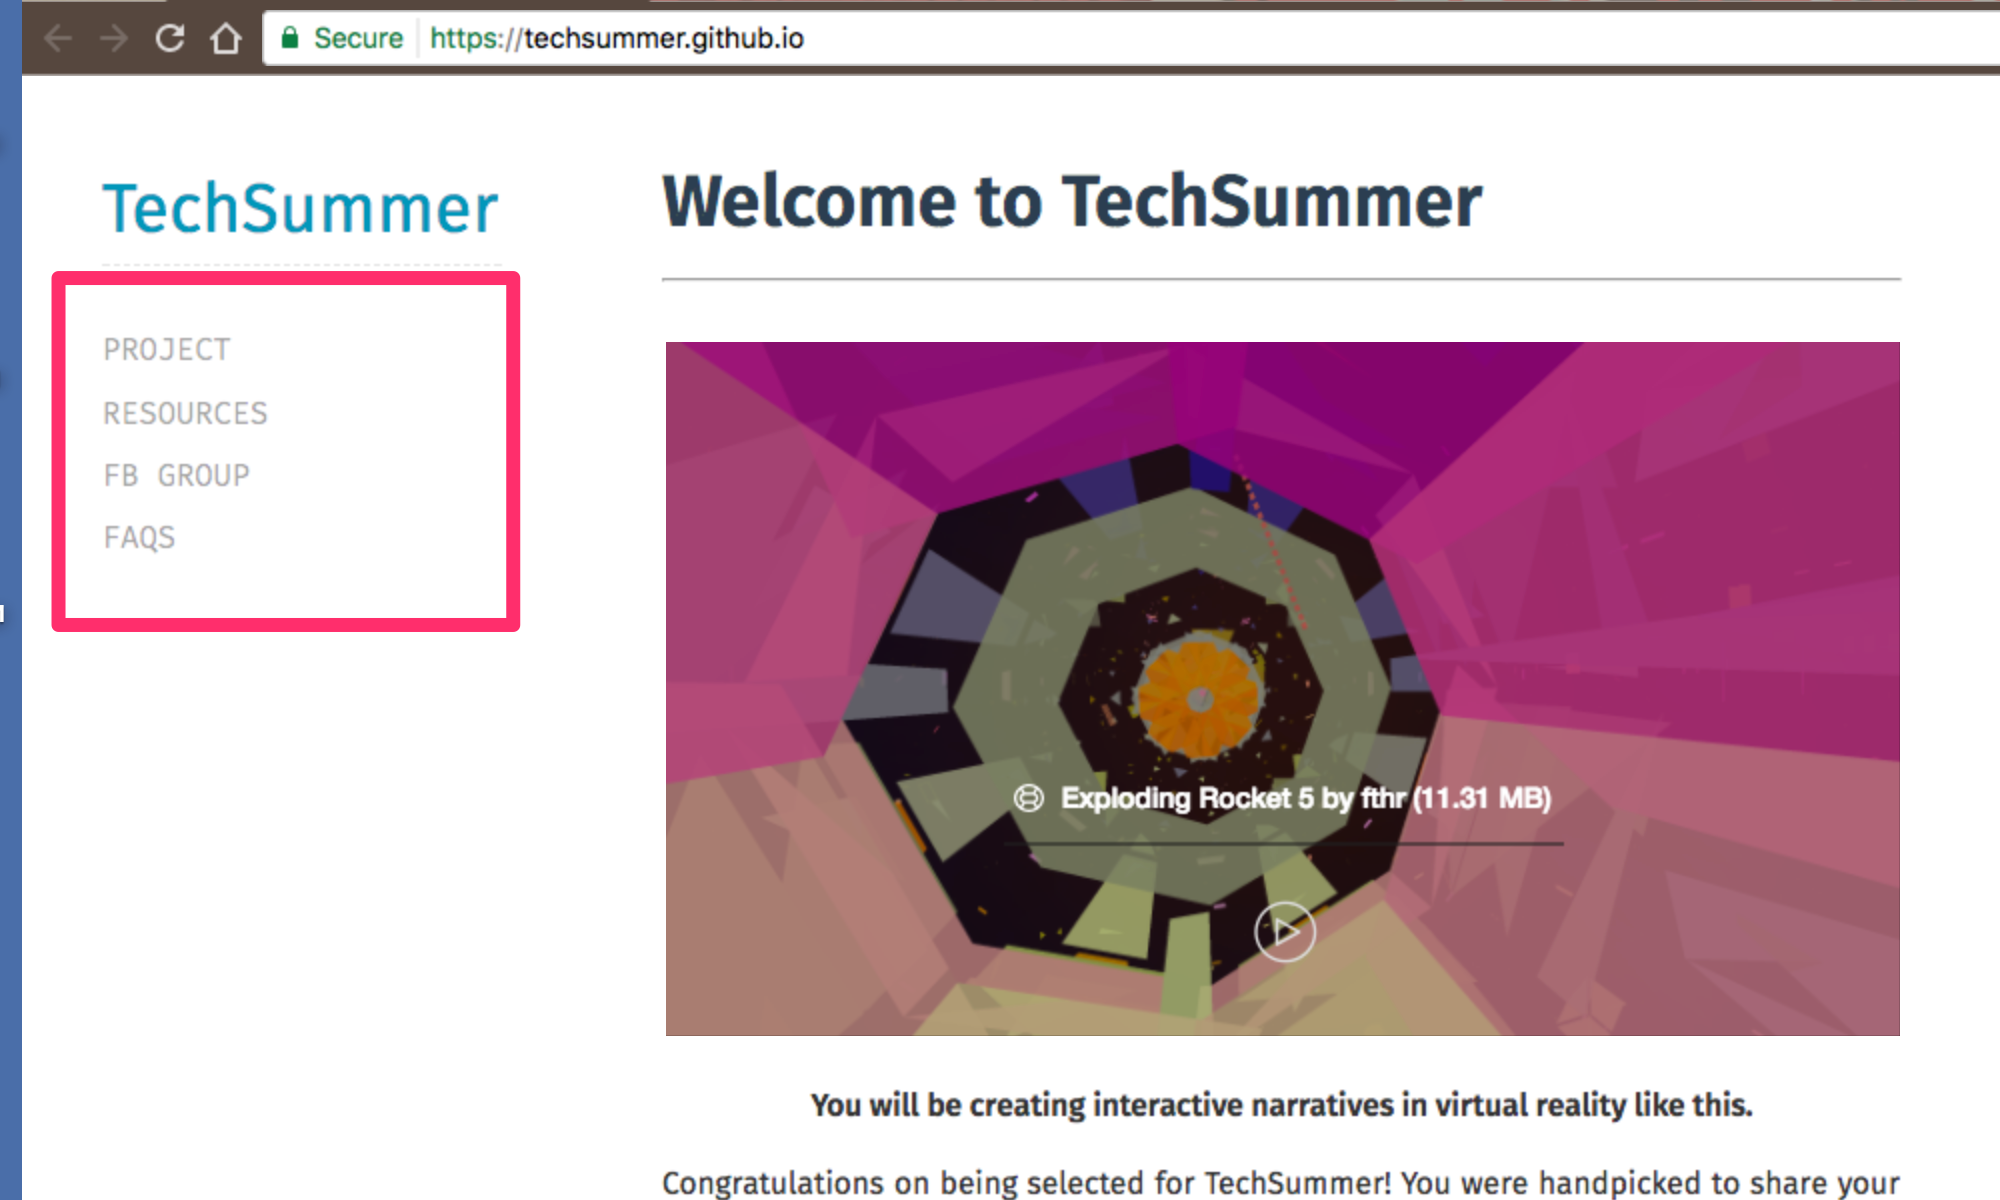 Secure https://techsummer.github.io
TechSummer
PROJECT
RESOURCES
FB GROUP
FAQS
Welcome to TechSummer
Exploding Rocket 5 by fthr (11.31 MB)
You will be creating interactive narratives in virtual reality like this.
Congratulations on being selected for TechSummer! You were handpicked to share your